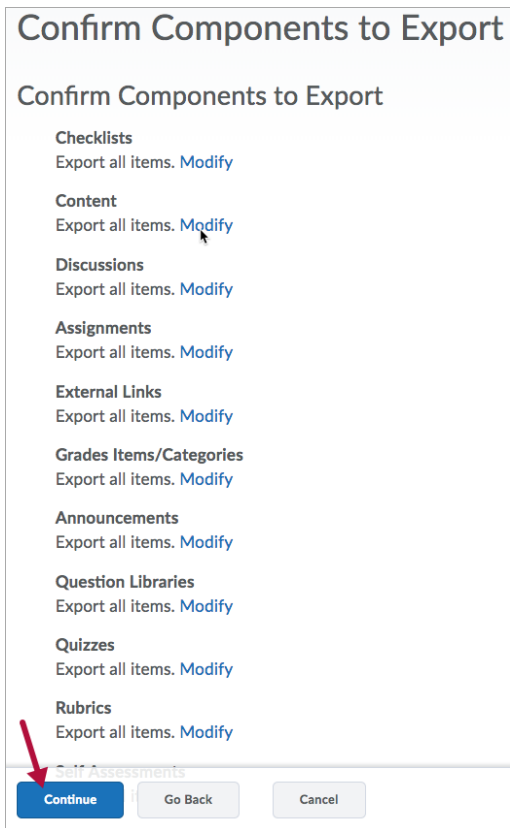 Confirm Components to Export
Confirm Components to Export
Checklists
Export all items. Modify
Content
Export all items. Modify
Discussions
Export all items. Modify
Assignments
Export all items. Modify
External Links
Export all items. Modify
Grades Items/Categories
Export all items. Modify
Announcements
Export all items. Modify
Question Libraries
Export all items. Modify
Quizzes
Export all items. Modify
Rubrics
Export all items. Modify
Self Assessments
Continue Go Back Cancel